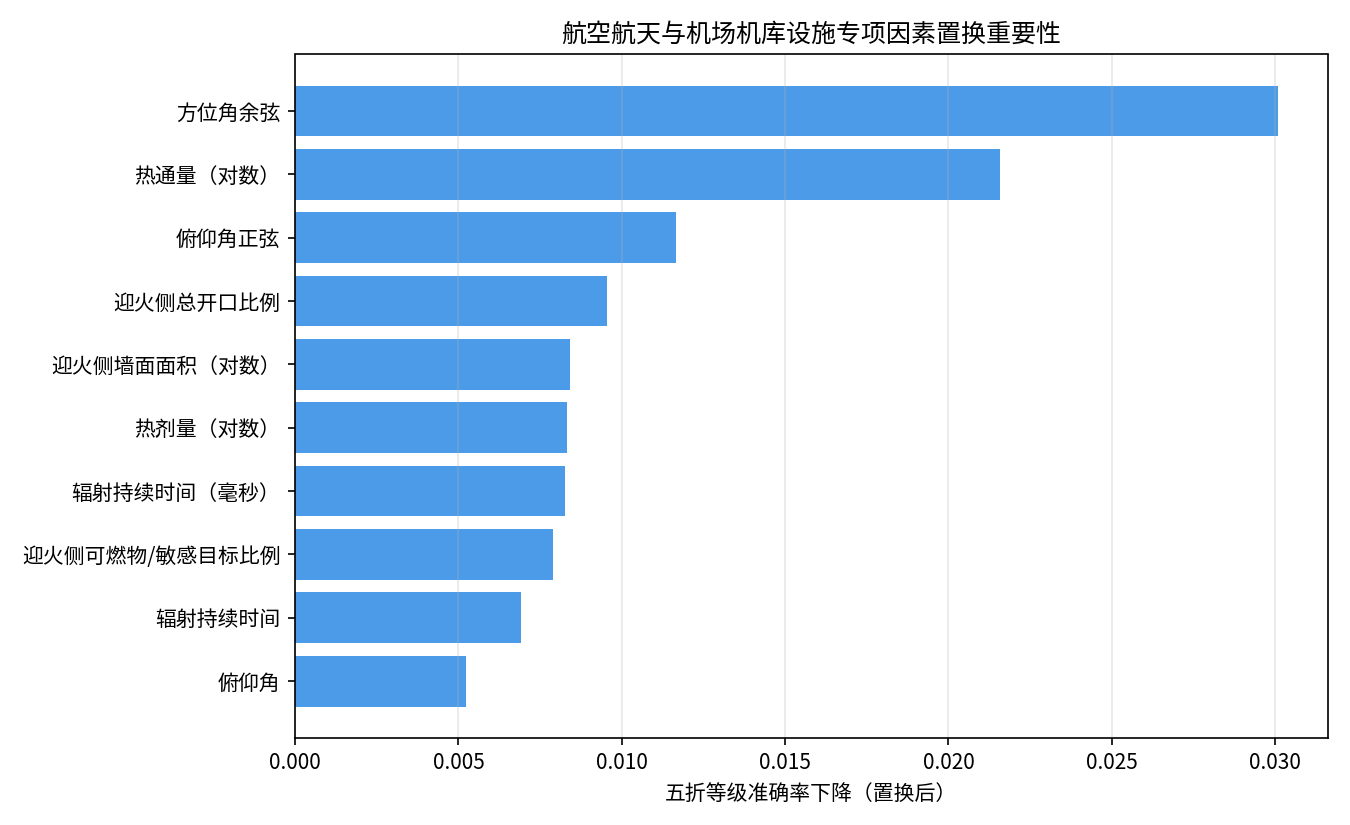 航空航天与机场机库设施专项因素置换重要性
方位角余弦
热通量（对数）
俯仰角正弦
迎火侧总开口比例
迎火侧墙面面积（对数）
热剂量（对数）
辐射持续时间（毫秒）
迎火侧可燃物/敏感目标比例
辐射持续时间
俯仰角
0.000 0.005 0.010 0.015 0.020 0.025 0.030
五折等级准确率下降（置换后）